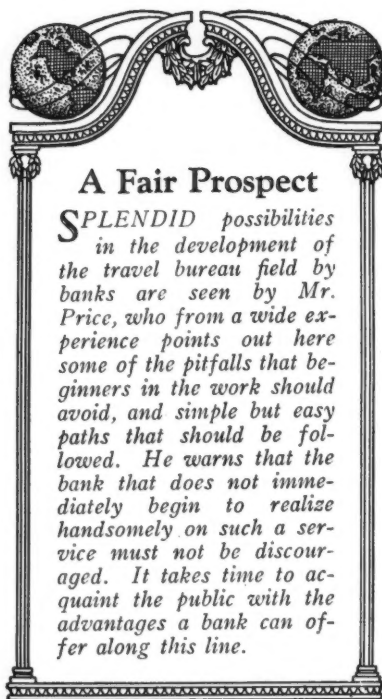 A Fair Prospect
SPLENDID possibilities
in the development of
the travel bureau field by
banks are seen by Mr.
Price, who from a wide ex-
perience points out here
some of the pitfalls that be-
ginners in the work should
avoid, and simple but easy
paths that should be fol-
lowed. He warns that the
bank that does not imme-
diately begin to realize
handsomely on such a ser-
vice must not be discour-
aged. It takes time to ac-
quaint the public with the
advantages a bank can of-
fer along this line.